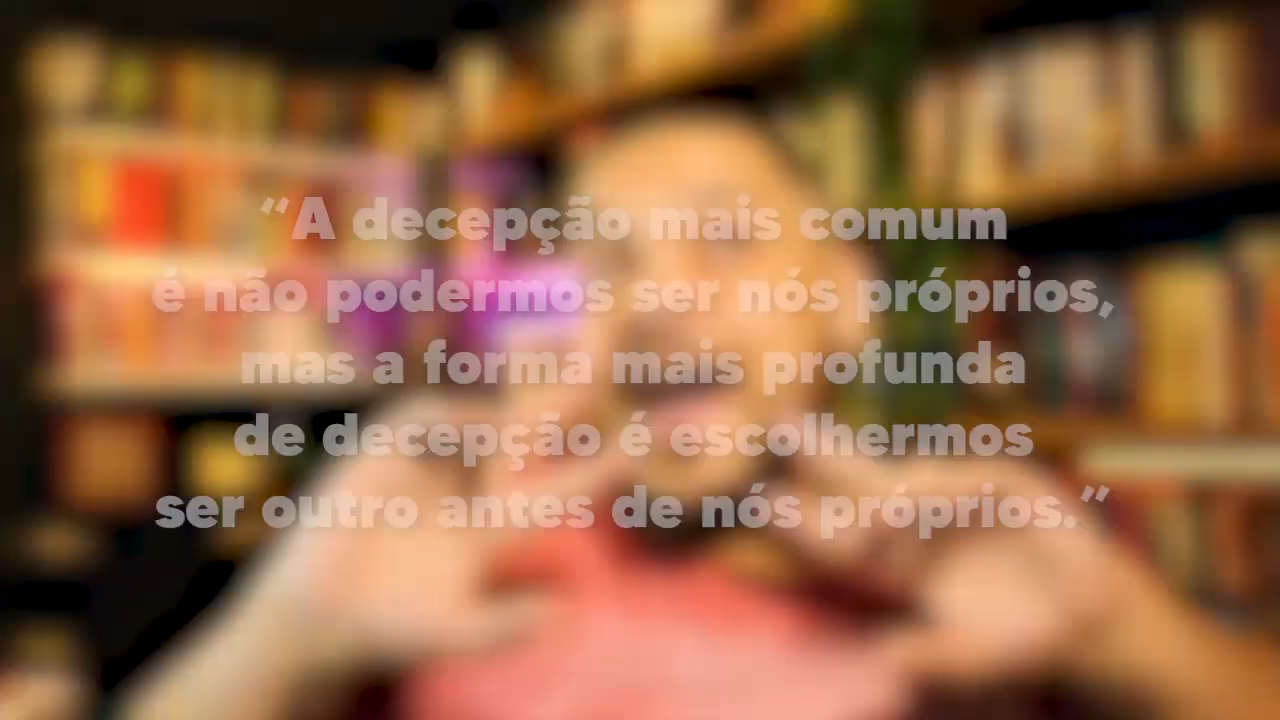 “A decepção mais comum
é não podermos ser nós próprios,
mas a forma mais profunda
de decepção é escolhermos
ser outro antes de nós próprios.”